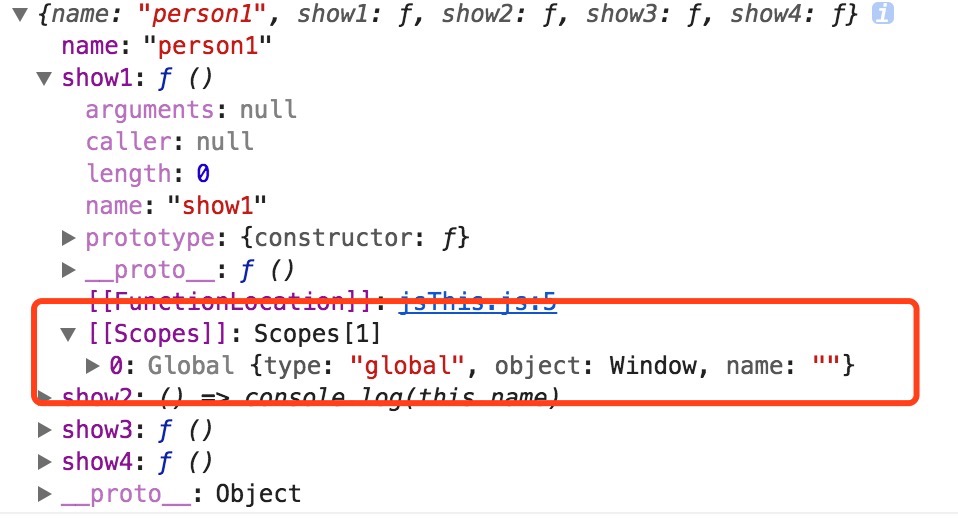 ▼ {name: "person1", show1: ƒ, show2: ƒ, show3: ƒ, show4: ƒ} i
name: "person1"
▼ show1: ƒ ()
arguments: null
caller: null
length: 0
name: "show1"
▶ prototype: {constructor: ƒ}
▶ __proto__: ƒ ()
[[FunctionLocation]]: jsThis.js:5
▼ [[Scopes]]: Scopes[1]
▶ 0: Global {type: "global", object: Window, name: ""}
▶ show2: () => console.log(this.name)
▶ show3: ƒ ()
▶ show4: ƒ ()
▶ __proto__: Object